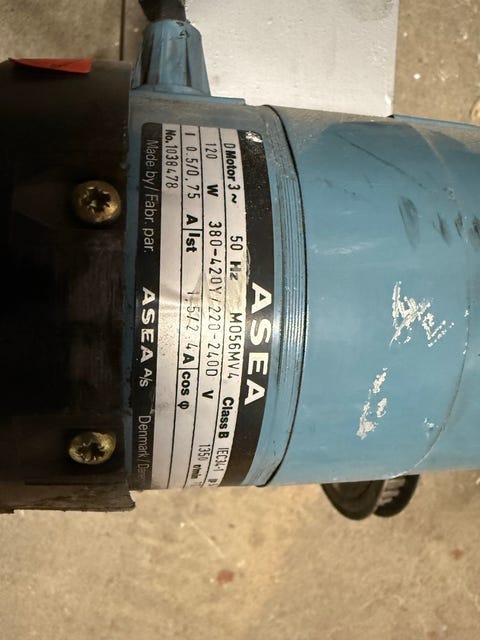 ASEA
D Motor 3~ 50 Hz MO56MV4 Class B IEC34-1
120 W 380-420Y/220-240D V 1350 r/min
I 0.5/0.75 A Ist 1.5/2.4 A cos φ
No. 1038478
Made by/Fabr. par. ASEA A/S Denmark/